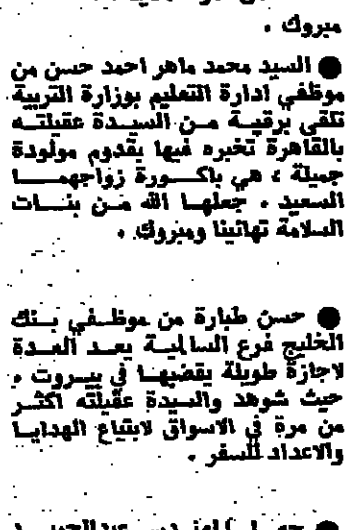 مبروك .
● السيد محمد ماهر احمد حسن من
موظفي ادارة التعليم بوزارة التربية
تلقى برقية من السيدة عقيلته
بالقاهرة تخبره فيها بقدوم مولودة
جميلة ، هي باكورة زواجهما
السعيد . جعلها الله من بنات
السلامة تهانينا ومبروك .
● حسن طبارة من موظفي بنك
الخليج فرع السالمية يعد العدة
لاجازة طويلة يقضيها في بيروت .
حيث شوهد والسيدة عقيلته اكثر
من مرة في الاسواق لابتياع الهدايا
والاعداد للسفر .